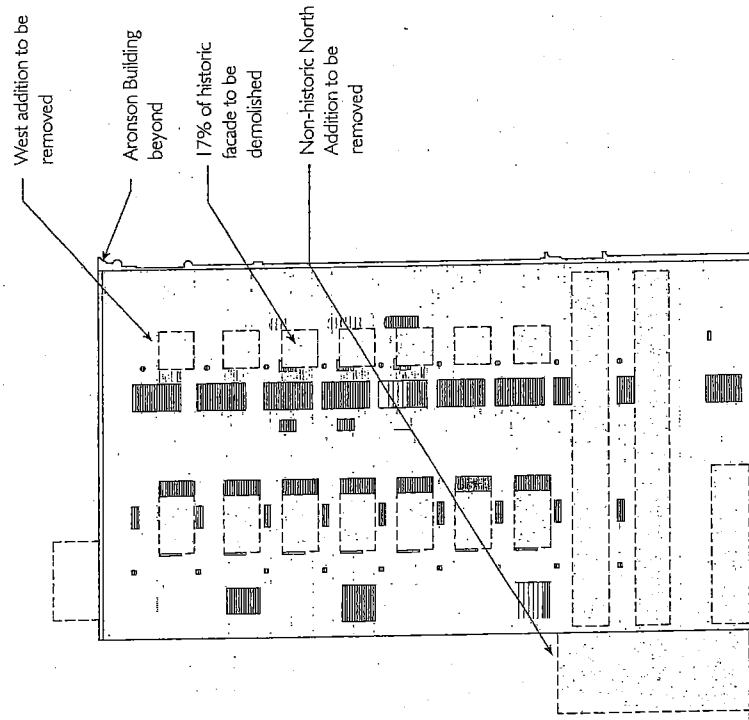 West addition to be
removed
Aronson Building
beyond
17% of historic
facade to be
demolished
Non-historic North
Addition to be
removed